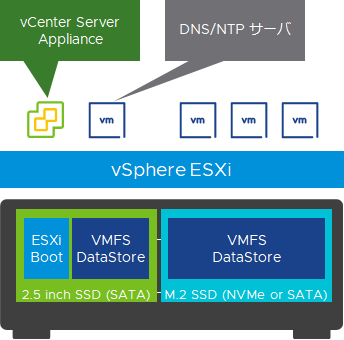 vCenter Server
Appliance
DNS/NTP サーバ
vm
vm
vm
vm
vSphere ESXi
ESXi
Boot
VMFS
DataStore
VMFS
DataStore
2.5 inch SSD (SATA)
M.2 SSD (NVMe or SATA)